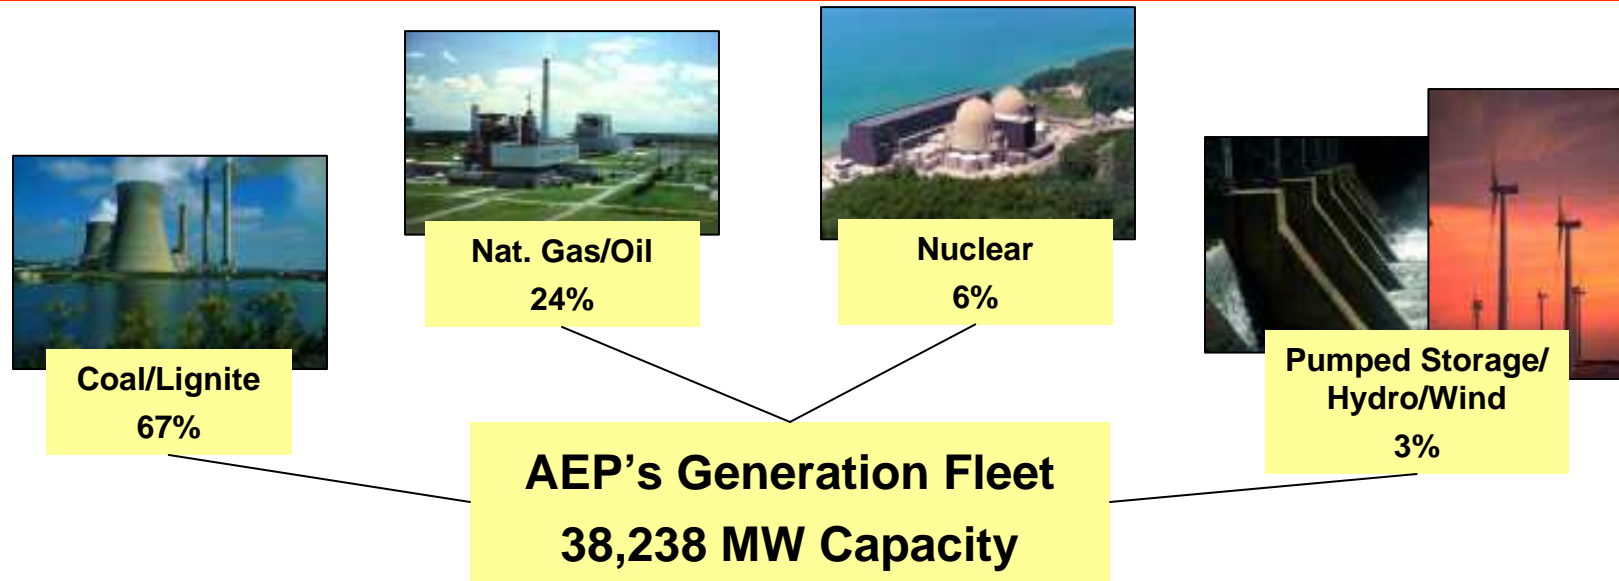 Nat. Gas/Oil
24%
Nuclear
6%
Coal/Lignite
67%
Pumped Storage/
Hydro/Wind
3%
AEP's Generation Fleet
38,238 MW Capacity